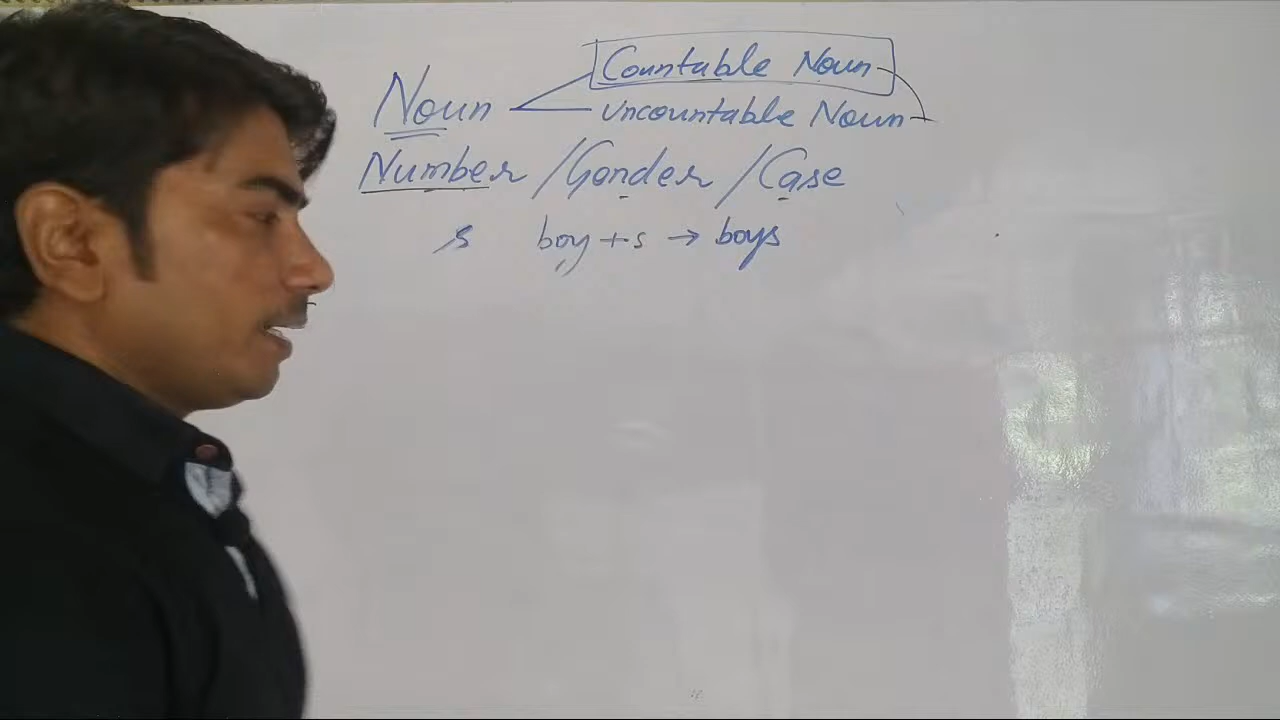 Countable Noun
Noun
Uncountable Noun
Number / Gender / Case
s boy + s → boys